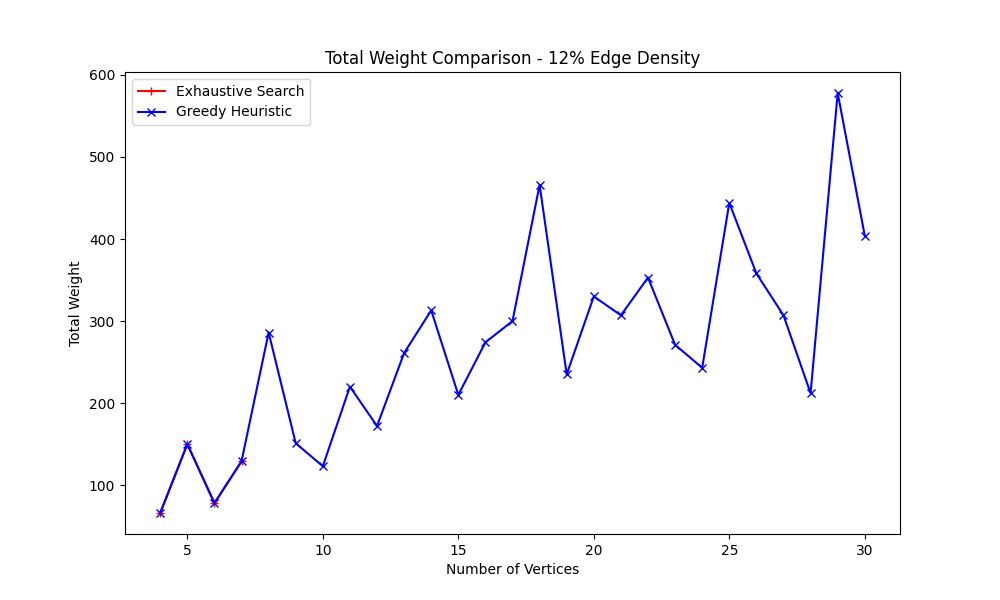 Total Weight Comparison - 12% Edge Density
Exhaustive Search
Greedy Heuristic
600
500
400
300
200
100
Total Weight
5
10
15
20
25
30
Number of Vertices